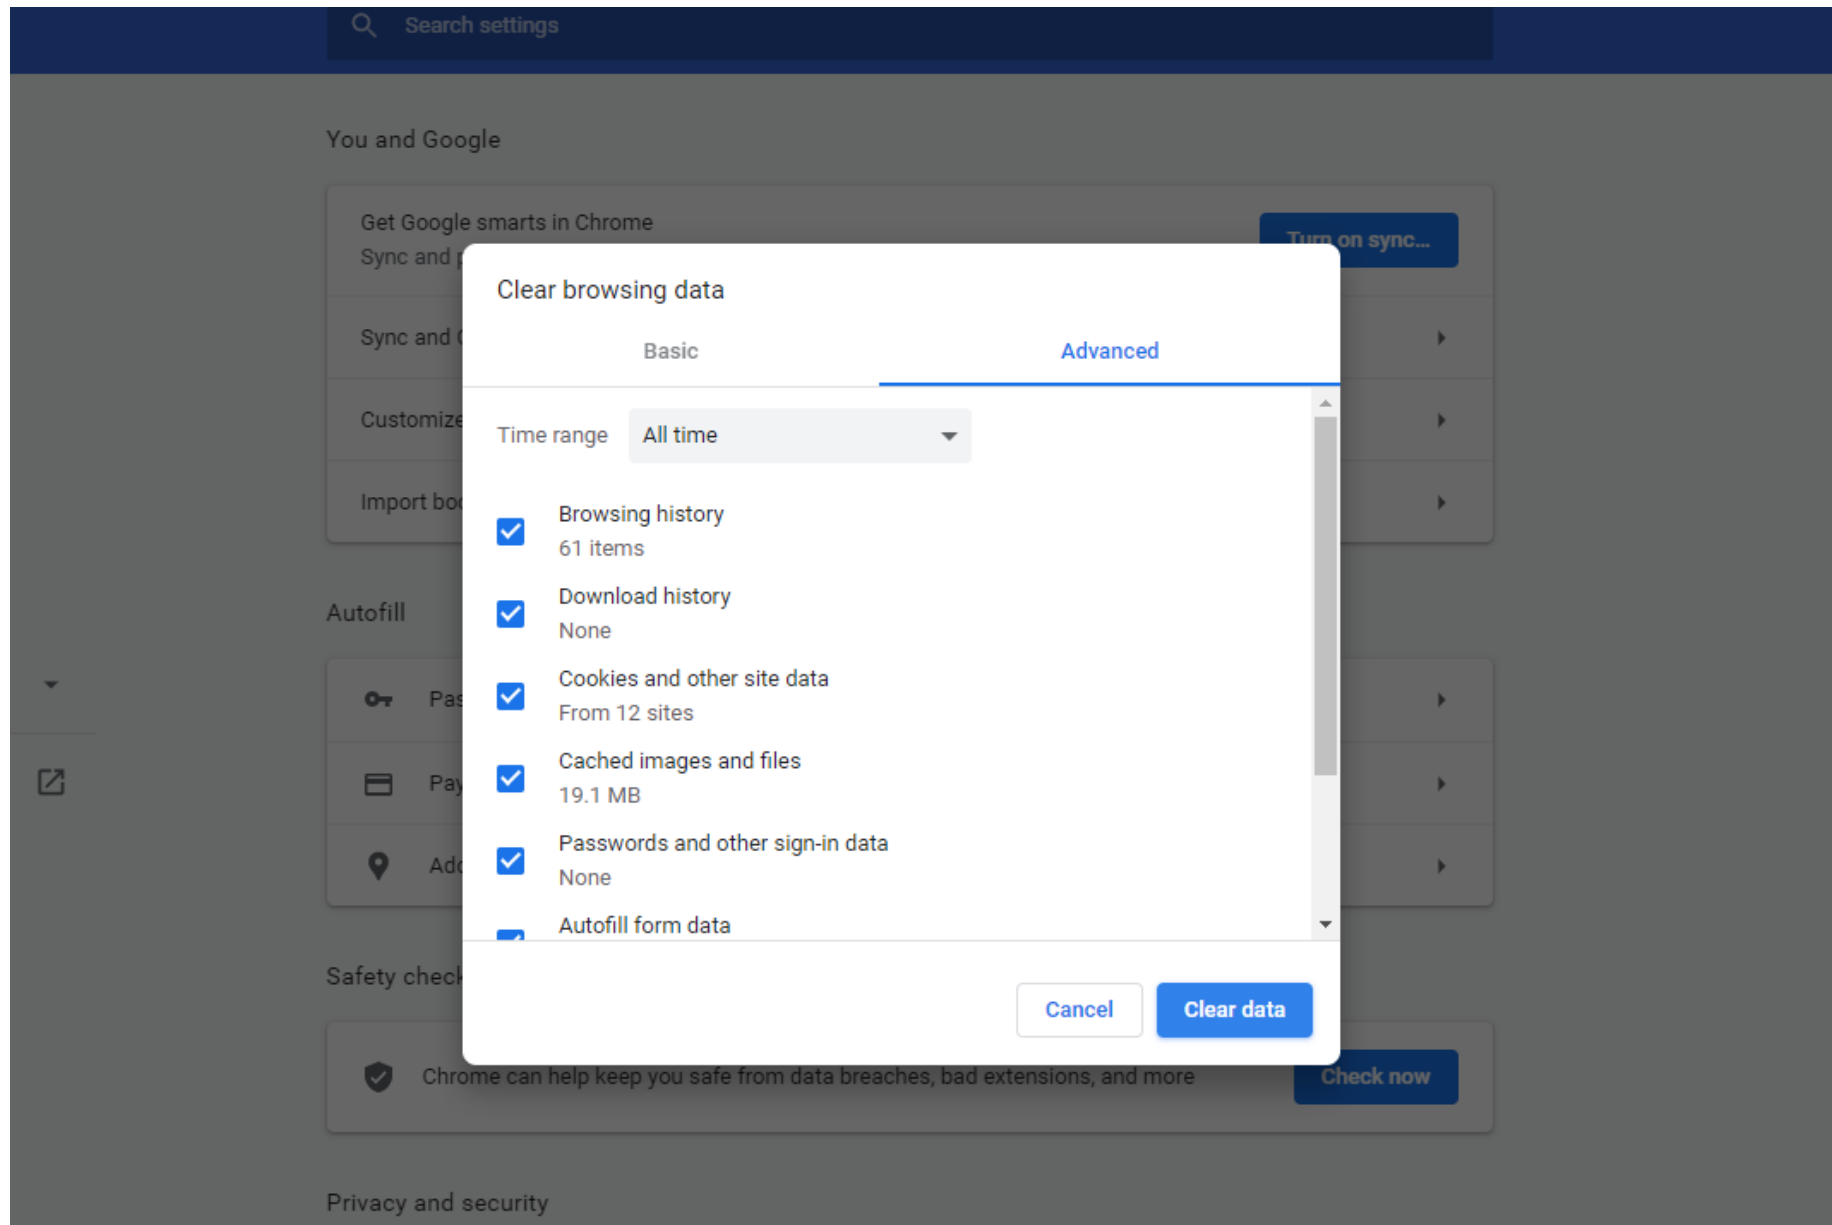 Search settings
You and Google
Get Google smarts in Chrome
Turn on sync...
Sync and
Clear browsing data
Sync and
Basic
Advanced
Customize
Time range
All time
Import
Browsing history
61 items
Download history
None
Autofill
Cookies and other site data
From 12 sites
Cached images and files
19.1 MB
Passwords and other sign-in data
None
Autofill form data
Safety check
Cancel
Clear data
Chrome can help keep you safe from data breaches, bad extensions, and more
Check now
Privacy and security